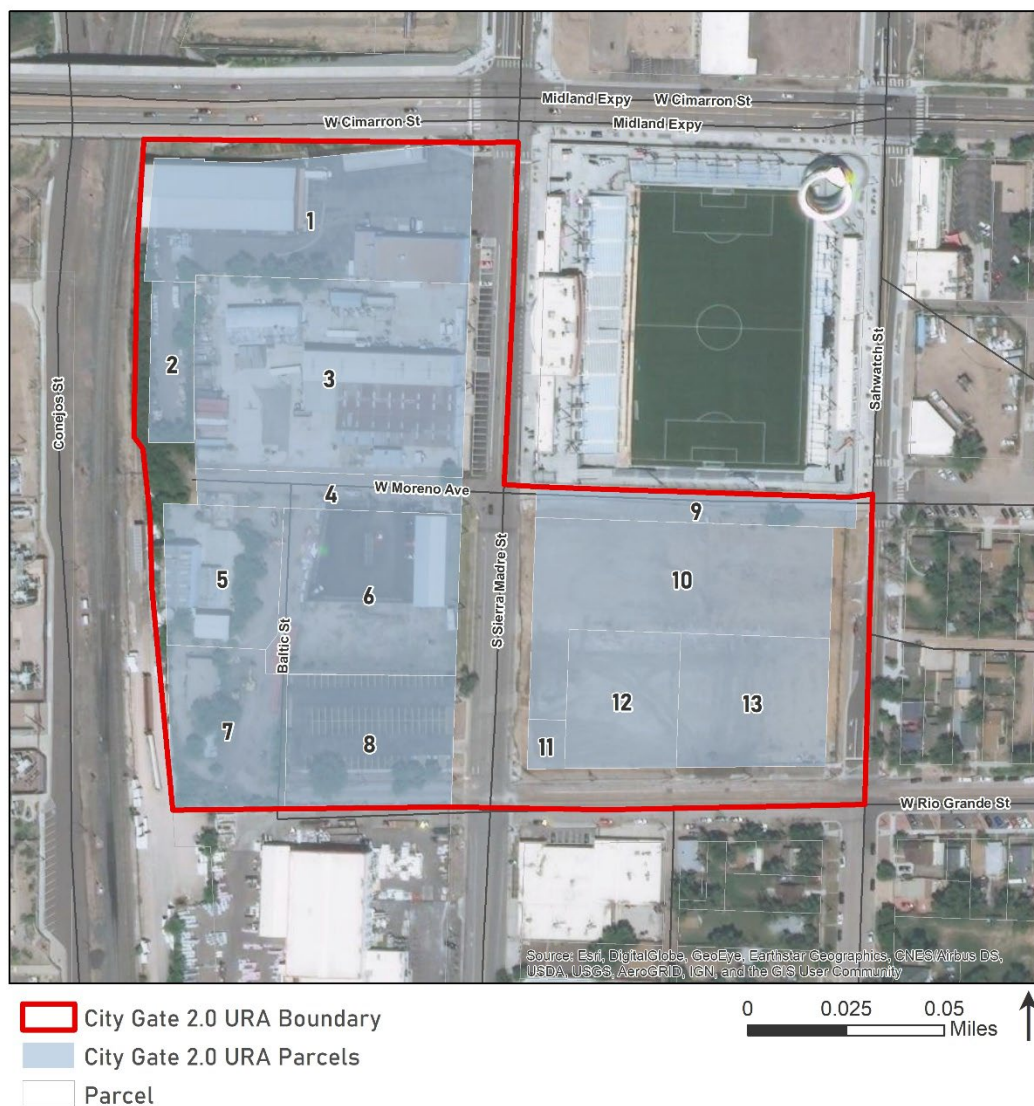 Midland Expy W Cimarron St
W Cimarron St Midland Expy
1
2
3
Conejos St
Sahwatch St
W Moreno Ave
4
9
5
6
10
S Sierra Madre St
Baltic St
7
8
12
13
11
W Rio Grande St
Source: Esri, DigitalGlobe, GeoEye, Earthstar Geographics, CNES/Airbus DS,
USDA, USGS, AeroGRID, IGN, and the GIS User Community
City Gate 2.0 URA Boundary
City Gate 2.0 URA Parcels
Parcel
0 0.025 0.05
Miles